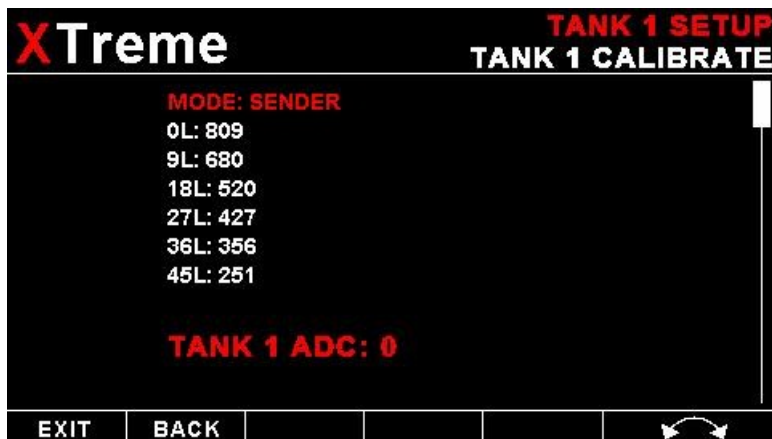 XTreme
TANK 1 SETUP
TANK 1 CALIBRATE
MODE: SENDER
0L: 809
9L: 680
18L: 520
27L: 427
36L: 356
45L: 251
TANK 1 ADC: 0
EXIT BACK